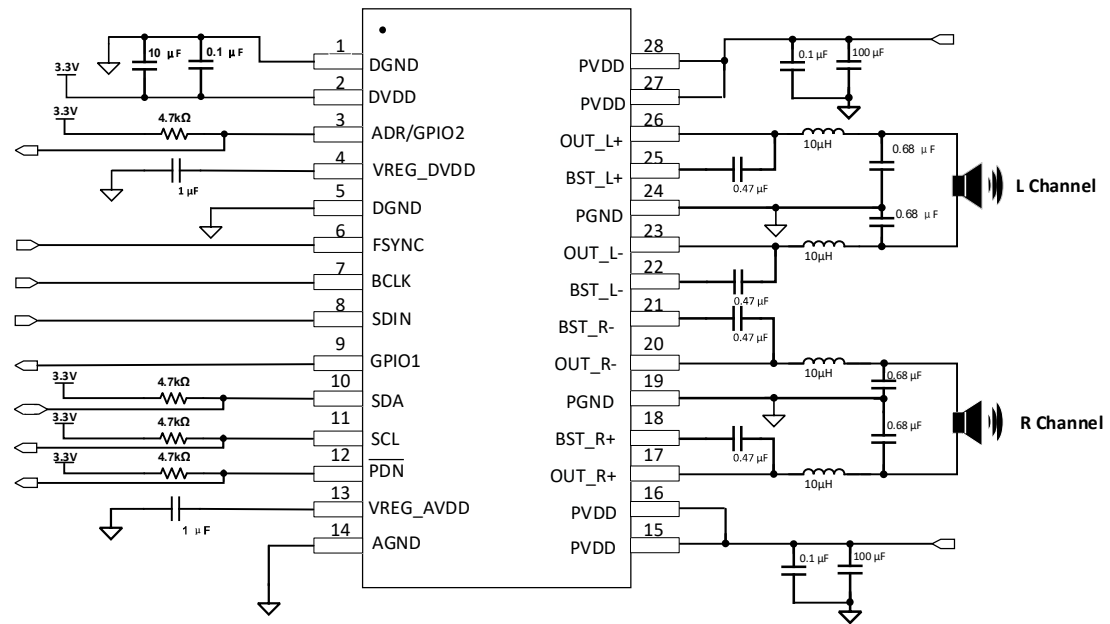 10 μF
0.1 μF
3.3V
1
DGND
2
DVDD
3.3V
4.7kΩ
3
ADR/GPIO2
4
VREG_DVDD
1 μF
5
DGND
6
FSYNC
7
BCLK
8
SDIN
9
GPIO1
3.3V
4.7kΩ
10
SDA
3.3V
4.7kΩ
11
SCL
3.3V
4.7kΩ
12
PDN
13
VREG_AVDD
1 μF
14
AGND
28
PVDD
0.1 μF
100 μF
27
PVDD
26
OUT_L+
10μH
0.68 μF
25
BST_L+
0.47 μF
L Channel
24
PGND
0.68 μF
23
OUT_L-
10μH
22
BST_L-
0.47 μF
21
BST_R-
0.47 μF
20
OUT_R-
10μH
0.68 μF
19
PGND
R Channel
18
BST_R+
0.47 μF
0.68 μF
17
OUT_R+
10μH
16
PVDD
15
PVDD
0.1 μF
100 μF